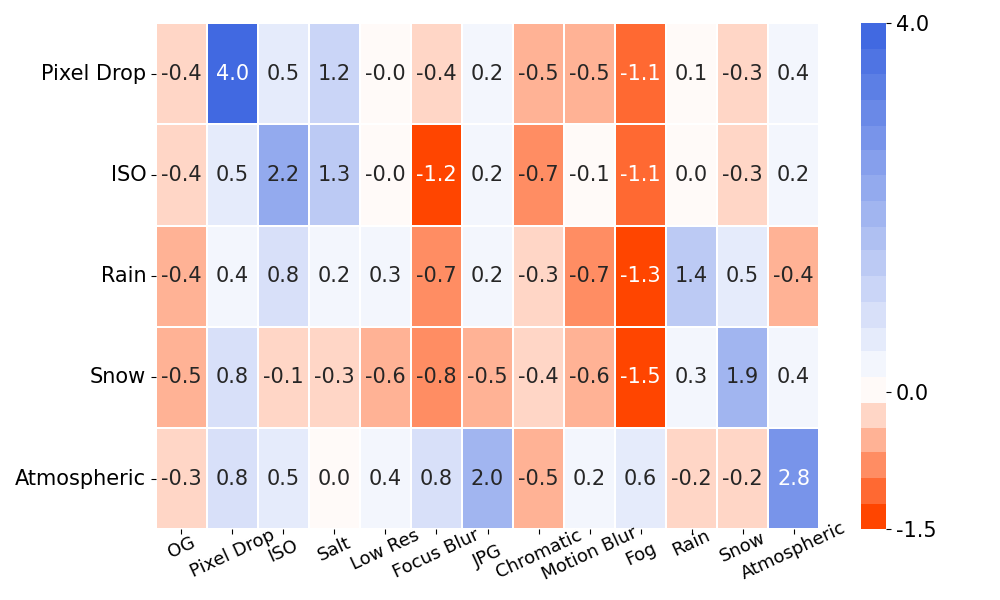 Pixel Drop -0.4 4.0 0.5 1.2 -0.0 -0.4 0.2 -0.5 -0.5 -1.1 0.1 -0.3 0.4
ISO -0.4 0.5 2.2 1.3 -0.0 -1.2 0.2 -0.7 -0.1 -1.1 0.0 -0.3 0.2
Rain -0.4 0.4 0.8 0.2 0.3 -0.7 0.2 -0.3 -0.7 -1.3 1.4 0.5 -0.4
Snow -0.5 0.8 -0.1 -0.3 -0.6 -0.8 -0.5 -0.4 -0.6 -1.5 0.3 1.9 0.4
Atmospheric -0.3 0.8 0.5 0.0 0.4 0.8 2.0 -0.5 0.2 0.6 -0.2 -0.2 2.8
OG Pixel Drop ISO Salt Low Res Focus Blur JPG Chromatic Motion Blur Fog Rain Snow Atmospheric
4.0
0.0
-1.5